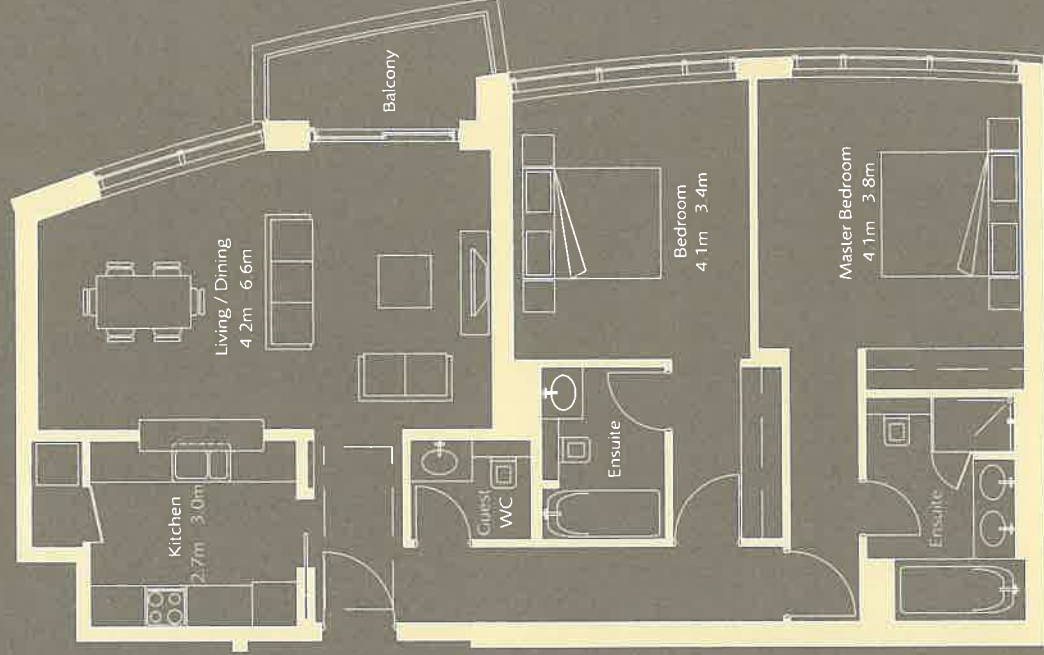 Balcony
Living / Dining
4.2m 6.6m
Bedroom
4.1m 3.4m
Master Bedroom
4.1m 3.8m
Kitchen
2.7m 3.0m
Guest
WC
Ensuite
Ensuite